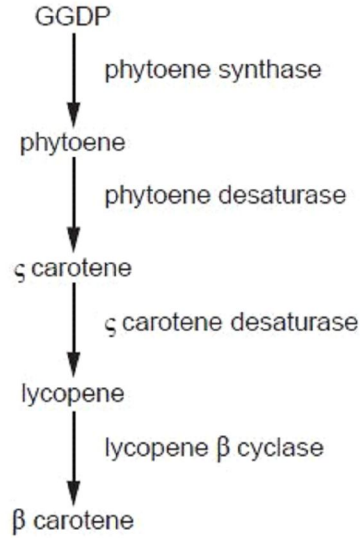 GGDP
phytoene synthase
phytoene
phytoene desaturase
ς carotene
ς carotene desaturase
lycopene
lycopene β cyclase
β carotene